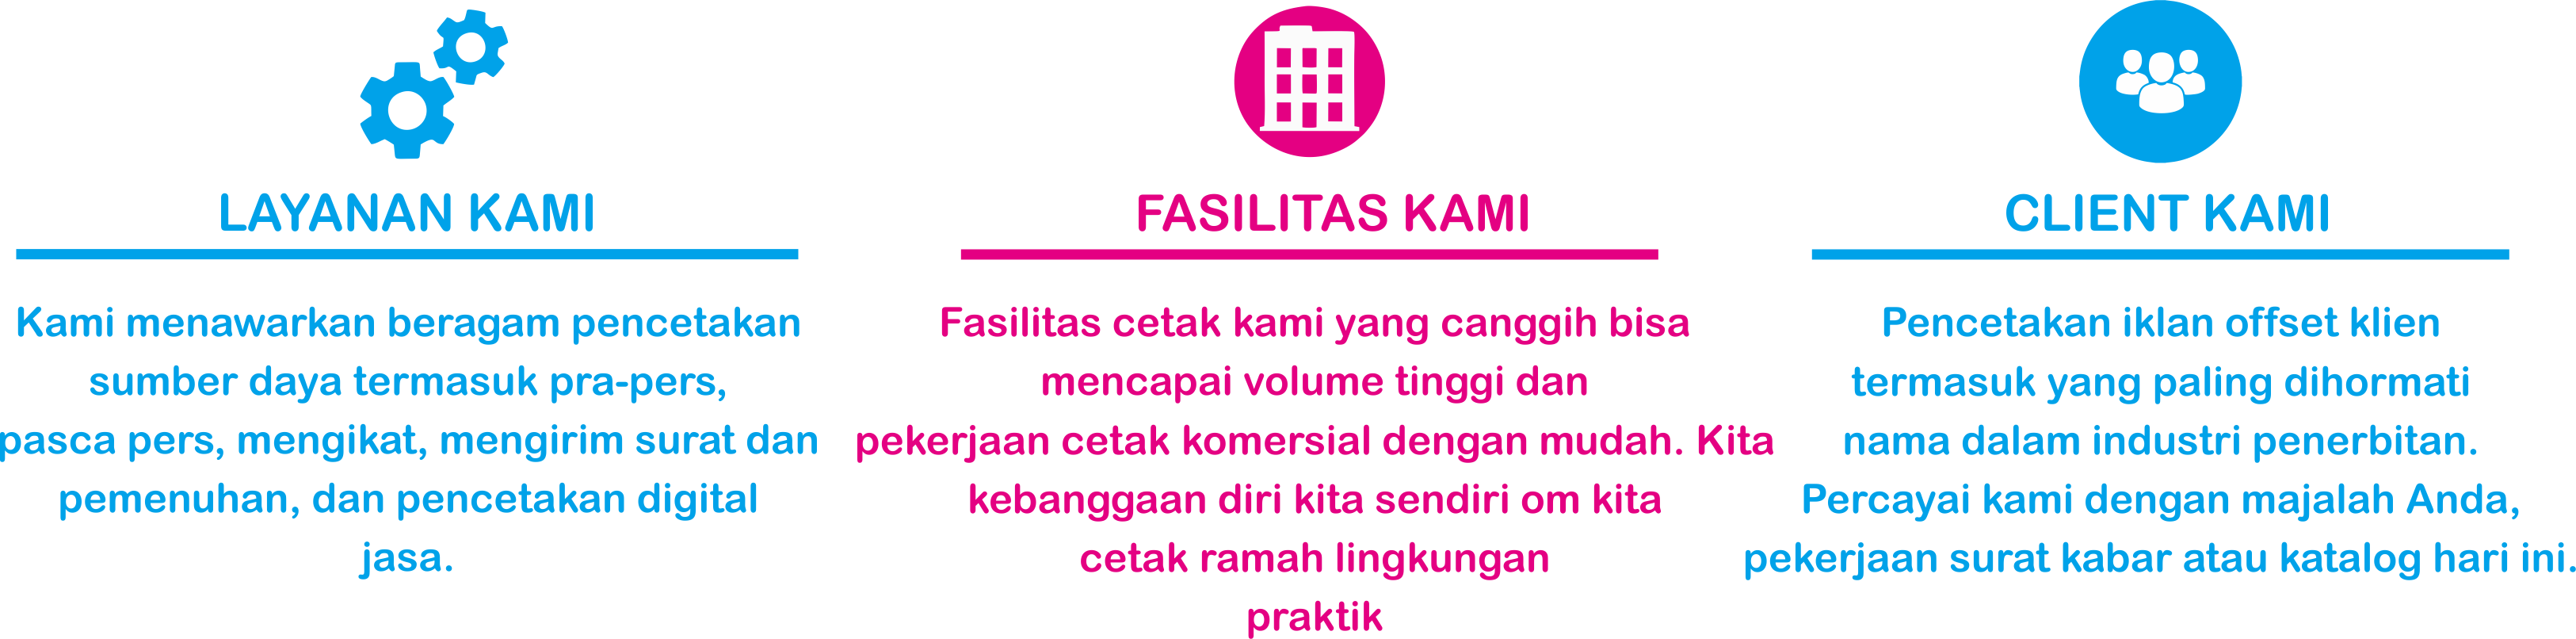 LAYANAN KAMI
Kami menawarkan beragam pencetakan
sumber daya termasuk pra-pers,
pasca pers, mengikat, mengirim surat dan
pemenuhan, dan pencetakan digital
jasa.
FASILITAS KAMI
Fasilitas cetak kami yang canggih bisa
mencapai volume tinggi dan
pekerjaan cetak komersial dengan mudah. Kita
kebanggaan diri kita sendiri om kita
cetak ramah lingkungan
praktik
CLIENT KAMI
Pencetakan iklan offset klien
termasuk yang paling dihormati
nama dalam industri penerbitan.
Percayai kami dengan majalah Anda,
pekerjaan surat kabar atau katalog hari ini.